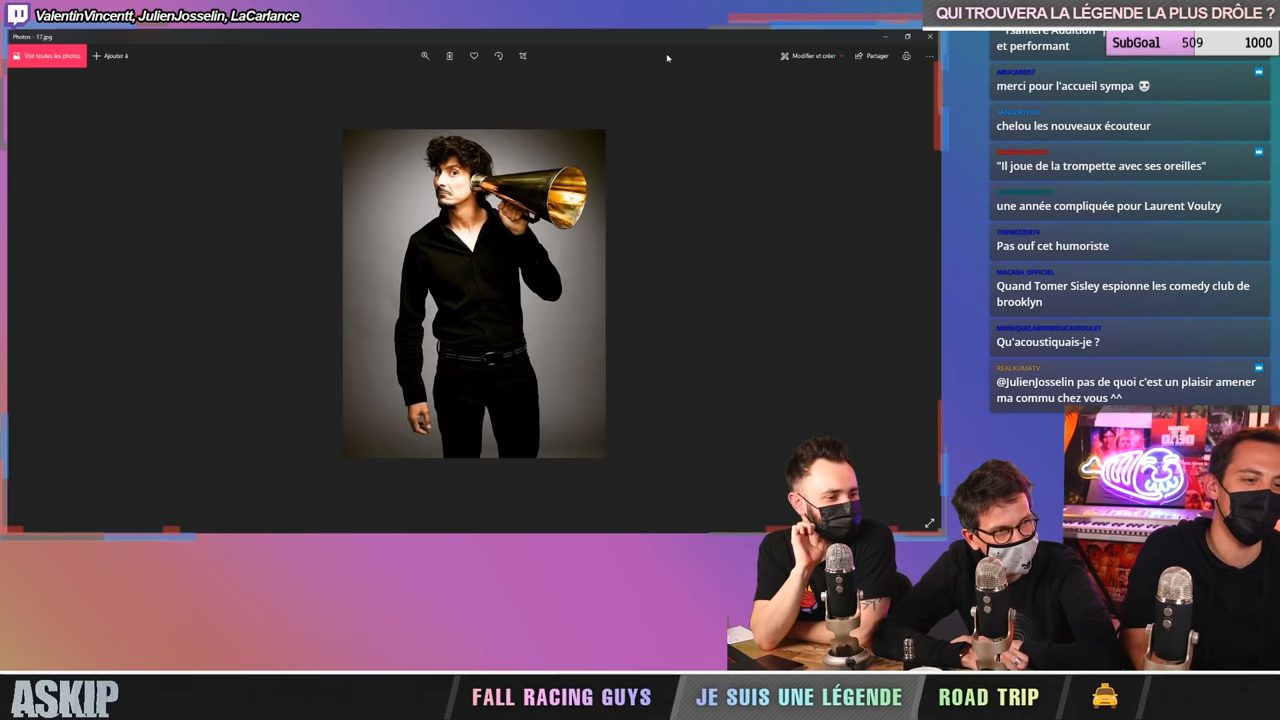 ValentinVincentt, JulienJosselin, LaCarlance
QUI TROUVERA LA LÉGENDE LA PLUS DRÔLE ?
Photos - 17.jpg
Voir toutes les photos
Ajouter à
Modifier et créer
Partager
et performant
SubGoal 509 1000
ARUCARD57
merci pour l'accueil sympa
chelou les nouveaux écouteur
"Il joue de la trompette avec ses oreilles"
une année compliquée pour Laurent Voulzy
Pas ouf cet humoriste
MACASH_OFFICIEL
Quand Tomer Sisley espionne les comedy club de
brooklyn
Qu'acoustiquais-je ?
REALKUMATV
@JulienJosselin pas de quoi c'est un plaisir amener
ma commu chez vous ^^
ASKIP
FALL RACING GUYS
JE SUIS UNE LÉGENDE
ROAD TRIP